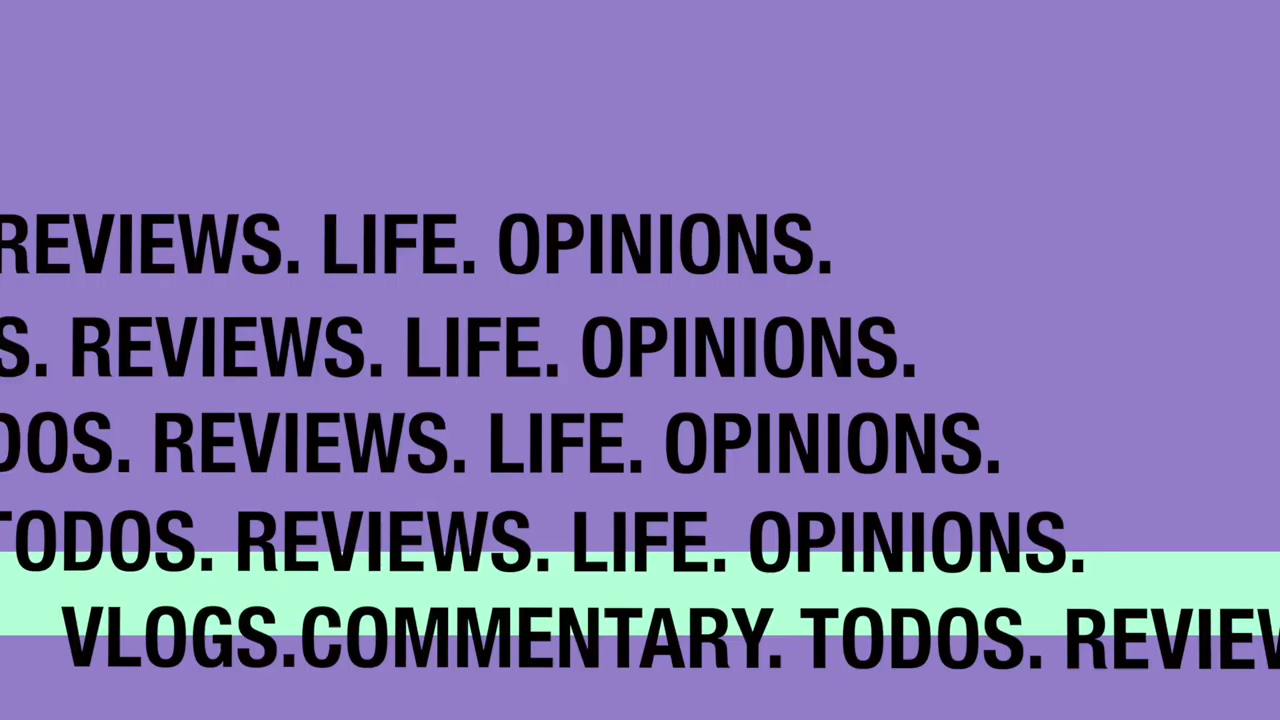 REVIEWS. LIFE. OPINIONS.
S. REVIEWS. LIFE. OPINIONS.
DOS. REVIEWS. LIFE. OPINIONS.
TODOS. REVIEWS. LIFE. OPINIONS.
VLOGS.COMMENTARY. TODOS. REVIEW